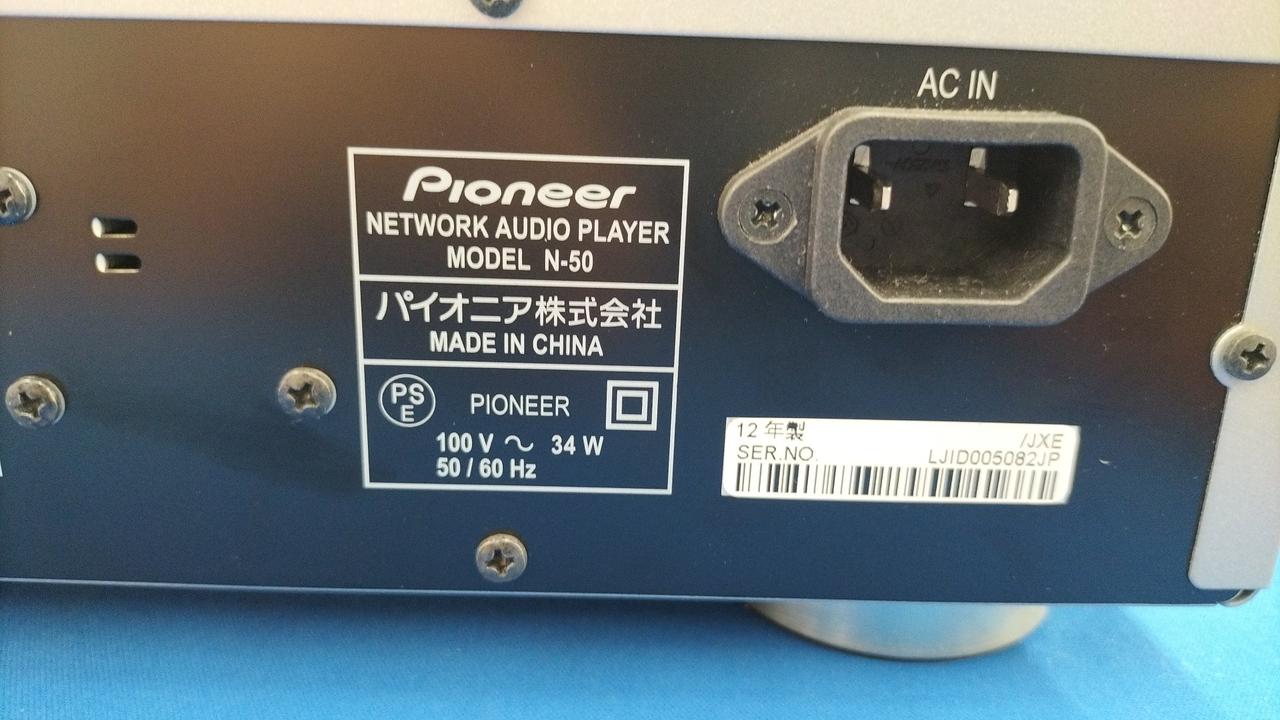 AC IN
Pioneer
NETWORK AUDIO PLAYER
MODEL N-50
パイオニア株式会社
MADE IN CHINA
PS
E
PIONEER
100 V ～ 34 W
50 / 60 Hz
12 年製 /JXE
SER.NO. LJID005082JP